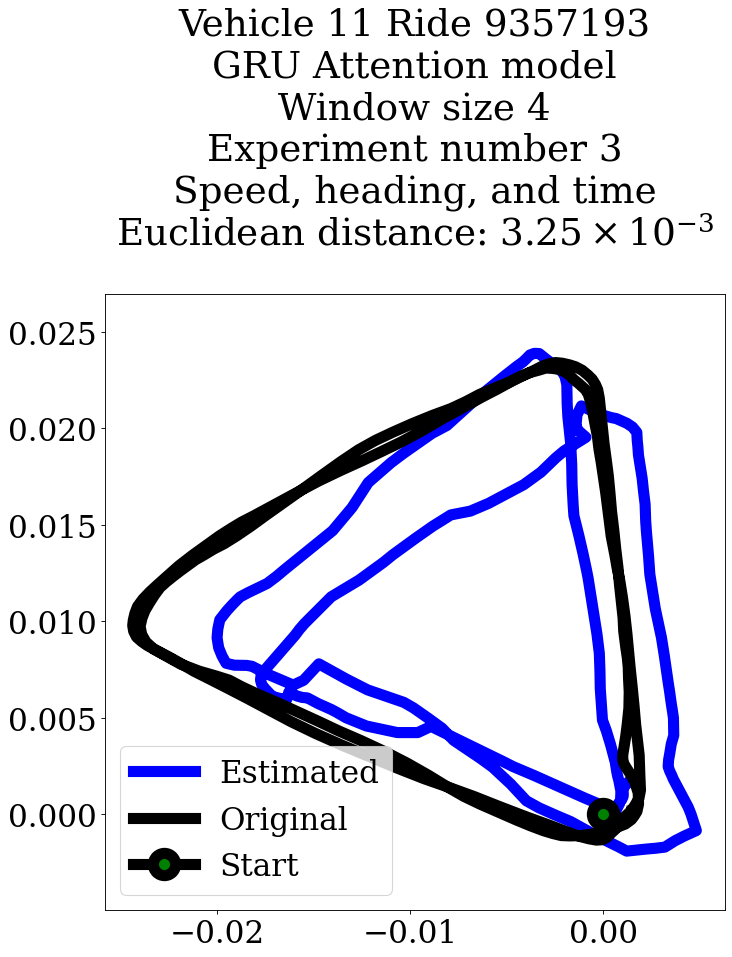 Vehicle 11 Ride 9357193
GRU Attention model
Window size 4
Experiment number 3
Speed, heading, and time
Euclidean distance: 3.25 × 10⁻³
0.025
0.020
0.015
0.010
0.005
0.000
Estimated
Original
Start
−0.02
−0.01
0.00